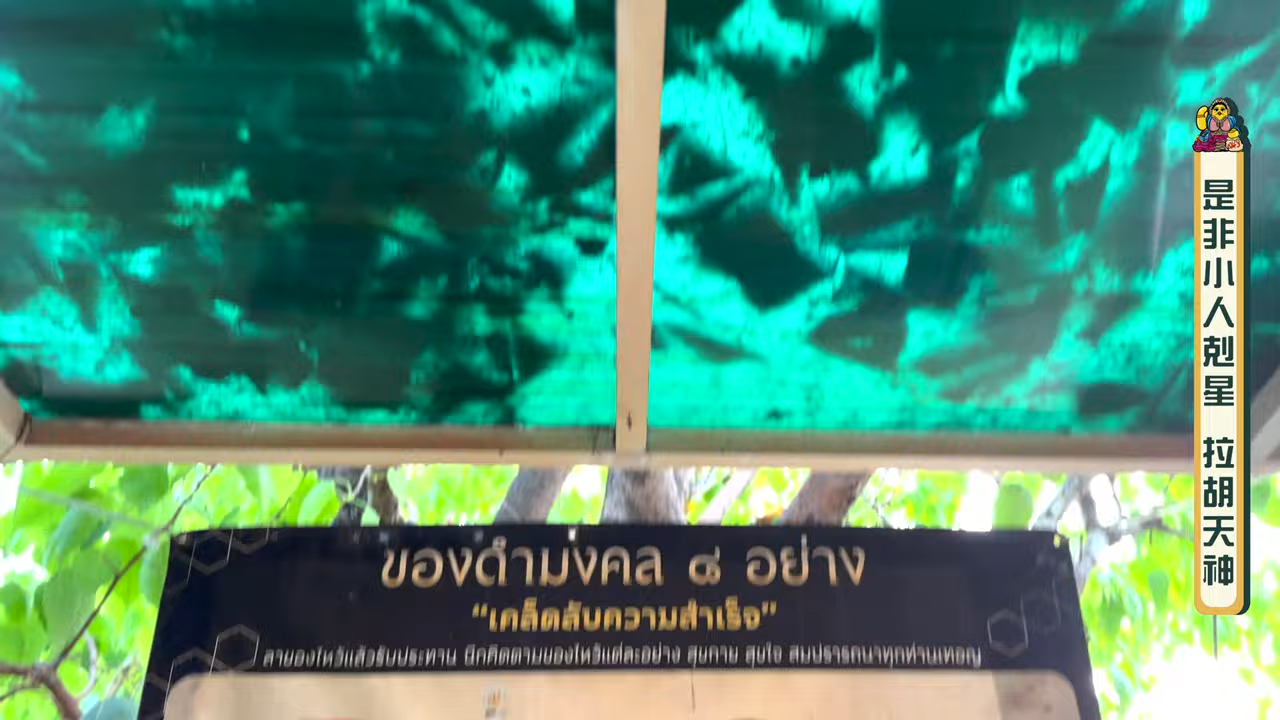 ของดำมงคล ๘ อย่าง
“เคล็ดลับความสำเร็จ”
ลาของไหว้แล้วรับประทาน นึกคิดตามของไหว้แต่ละอย่าง สุขกาย สุขใจ สมปรารถนาทุกท่านเทอญ
是非小人剋星 拉胡天神